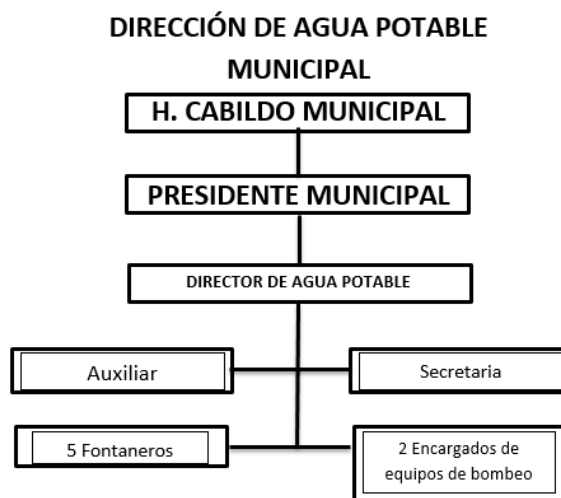 DIRECCIÓN DE AGUA POTABLE
MUNICIPAL
H. CABILDO MUNICIPAL
PRESIDENTE MUNICIPAL
DIRECTOR DE AGUA POTABLE
Auxiliar
Secretaria
5 Fontaneros
2 Encargados de
equipos de bombeo